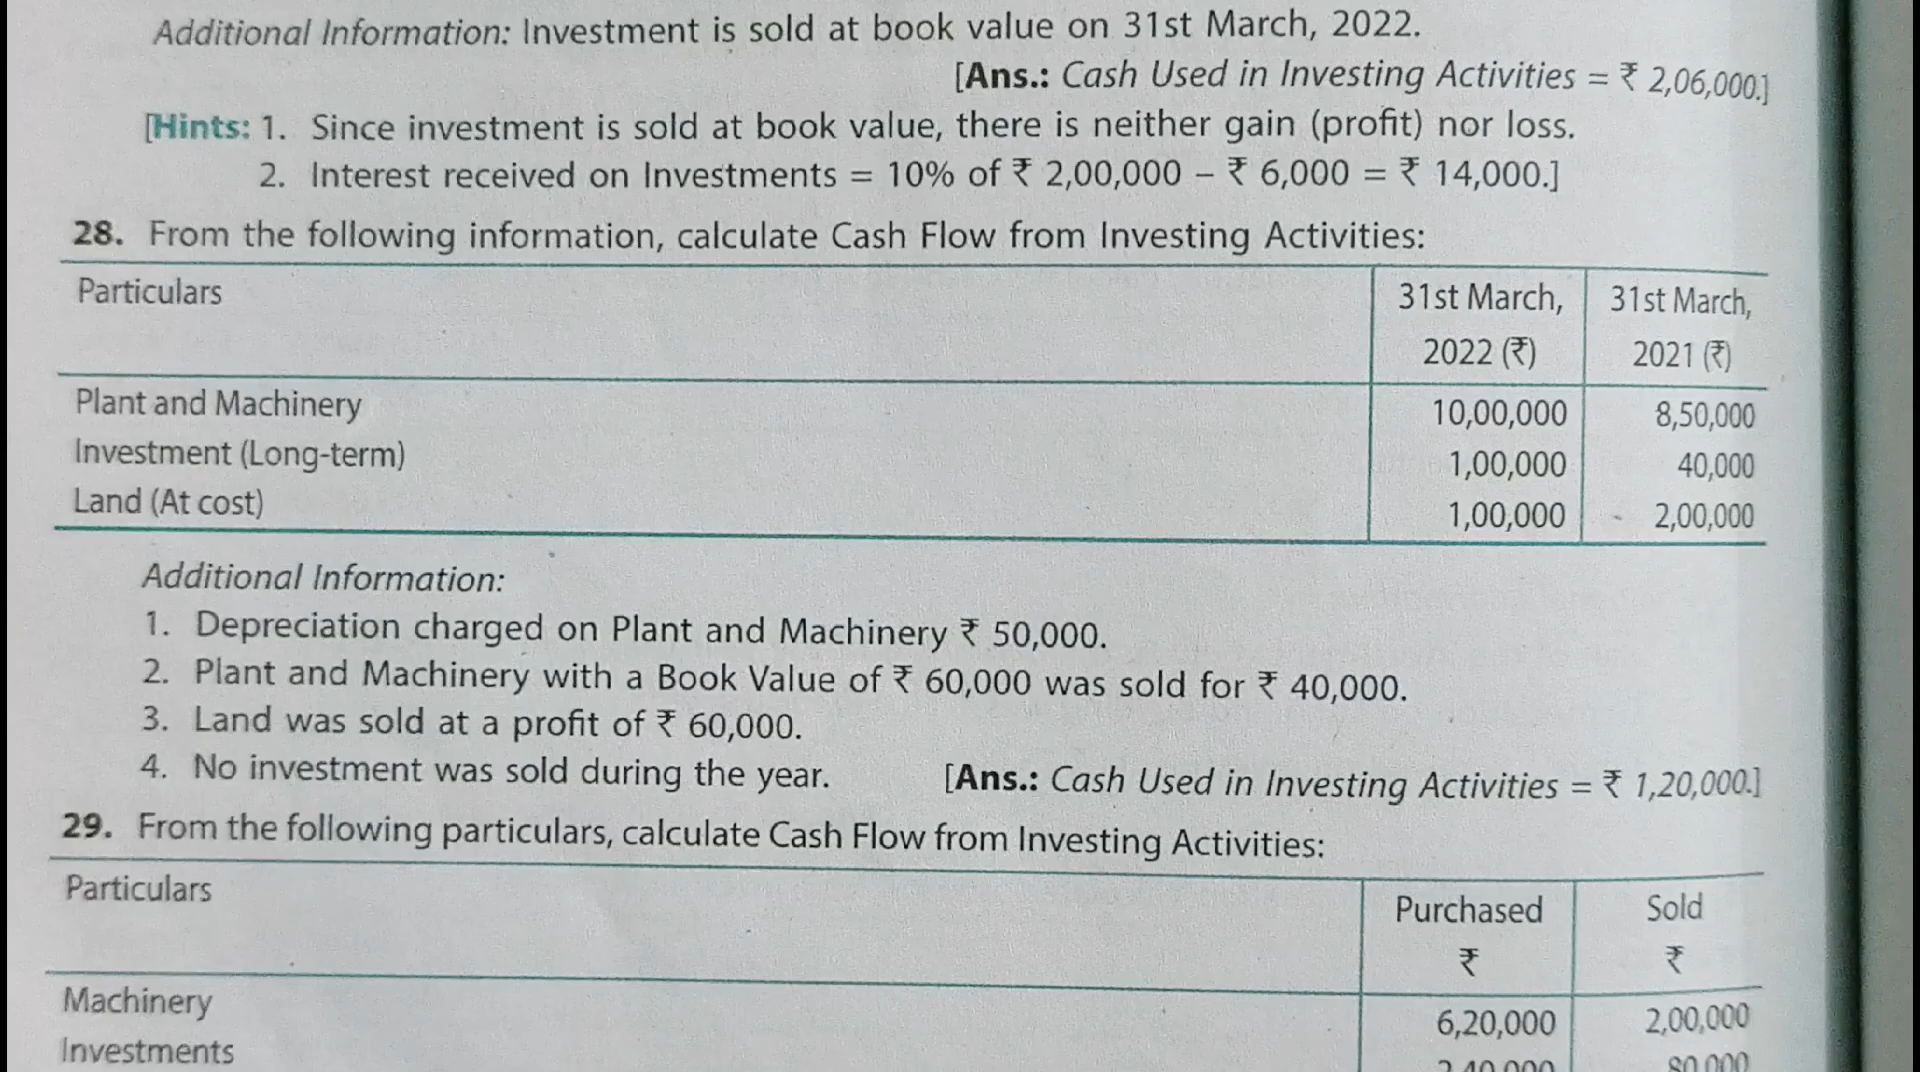 Additional Information: Investment is sold at book value on 31st March, 2022.
[Ans.: Cash Used in Investing Activities = ₹ 2,06,000.]
[Hints: 1. Since investment is sold at book value, there is neither gain (profit) nor loss.
2. Interest received on Investments = 10% of ₹ 2,00,000 – ₹ 6,000 = ₹ 14,000.]
28. From the following information, calculate Cash Flow from Investing Activities:
Particulars 31st March, 31st March,
2022 (₹) 2021 (₹)
Plant and Machinery 10,00,000 8,50,000
Investment (Long-term) 1,00,000 40,000
Land (At cost) 1,00,000 2,00,000
Additional Information:
1. Depreciation charged on Plant and Machinery ₹ 50,000.
2. Plant and Machinery with a Book Value of ₹ 60,000 was sold for ₹ 40,000.
3. Land was sold at a profit of ₹ 60,000.
4. No investment was sold during the year. [Ans.: Cash Used in Investing Activities = ₹ 1,20,000.]
29. From the following particulars, calculate Cash Flow from Investing Activities:
Particulars Purchased Sold
₹ ₹
Machinery 6,20,000 2,00,000
Investments